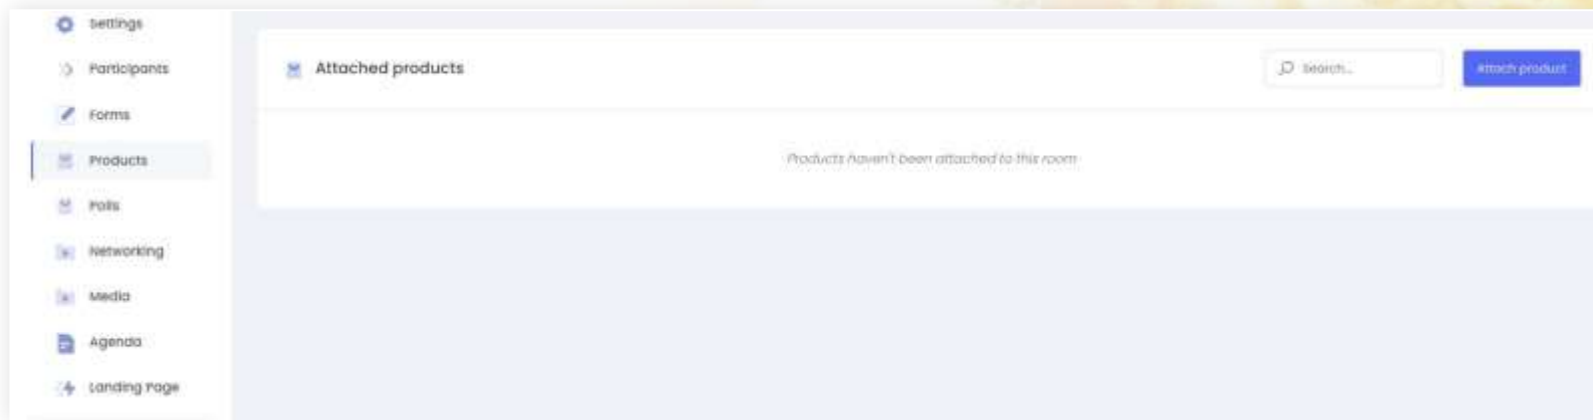 Settings
Participants
Forms
Products
Polls
Networking
Media
Agenda
Landing Page
Attached products
Search...
Attach product
Products haven't been attached to this room